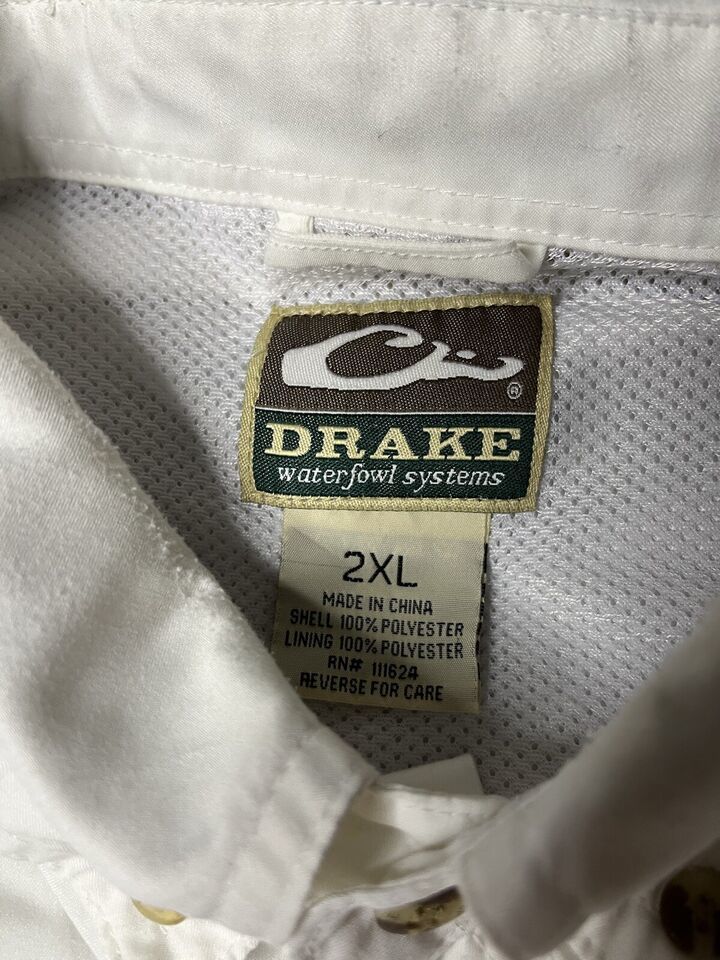 ®
DRAKE
waterfowl systems
2XL
MADE IN CHINA
SHELL 100% POLYESTER
LINING 100% POLYESTER
RN# 111624
REVERSE FOR CARE